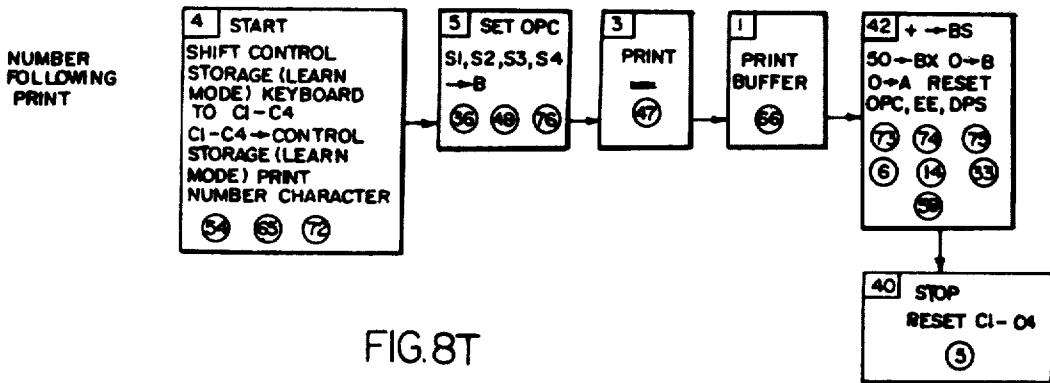 NUMBER
FOLLOWING
PRINT
4 START
SHIFT CONTROL
STORAGE (LEARN
MODE) KEYBOARD
TO C1-C4
C1-C4→CONTROL
STORAGE (LEARN
MODE) PRINT
NUMBER CHARACTER
54 65 72
5 SET OPC
S1, S2, S3, S4
→B
36 48 76
3
PRINT
—
47
1
PRINT
BUFFER
66
42 + →BS
50→BX 0→B
0→A RESET
OPC, EE, DPS
73 74 75
6 14 33
40 STOP
RESET C1-C4
5
FIG.8T